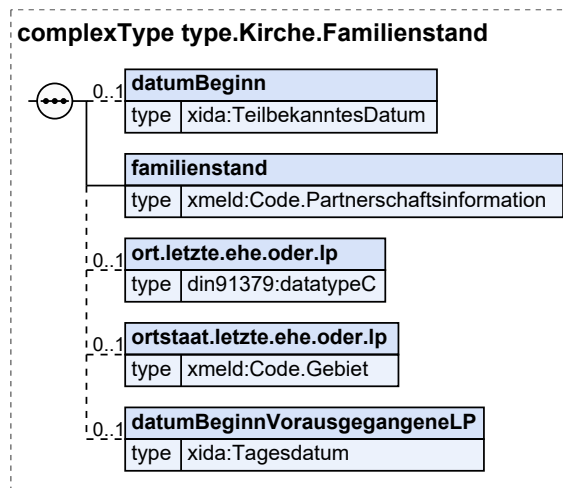 complexType type.Kirche.Familienstand
0..1 datumBeginn
type xida:TeilbekanntesDatum
familienstand
type xmeld:Code.Partnerschaftsinformation
0..1 ort.letzte.ehe.oder.lp
type din91379:datatypeC
0..1 ortstaat.letzte.ehe.oder.lp
type xmeld:Code.Gebiet
0..1 datumBeginnVorausgegangeneLP
type xida:Tagesdatum